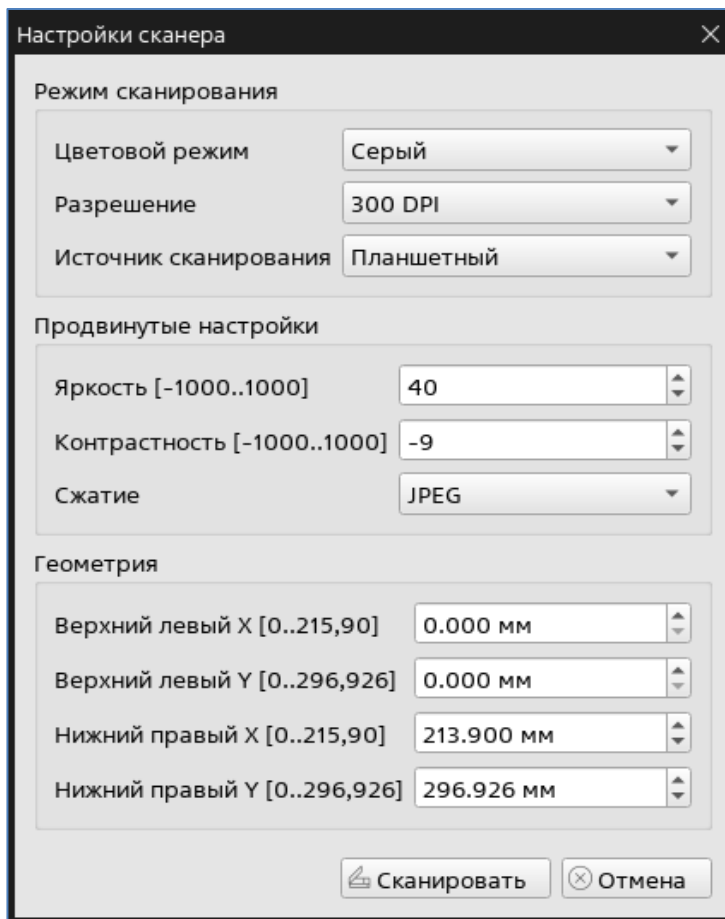 Настройки сканера
Режим сканирования
Цветовой режим Серый
Разрешение 300 DPI
Источник сканирования Планшетный
Продвинутые настройки
Яркость [-1000..1000] 40
Контрастность [-1000..1000] -9
Сжатие JPEG
Геометрия
Верхний левый X [0..215,90] 0.000 мм
Верхний левый Y [0..296,926] 0.000 мм
Нижний правый X [0..215,90] 213.900 мм
Нижний правый Y [0..296,926] 296.926 мм
Сканировать Отмена